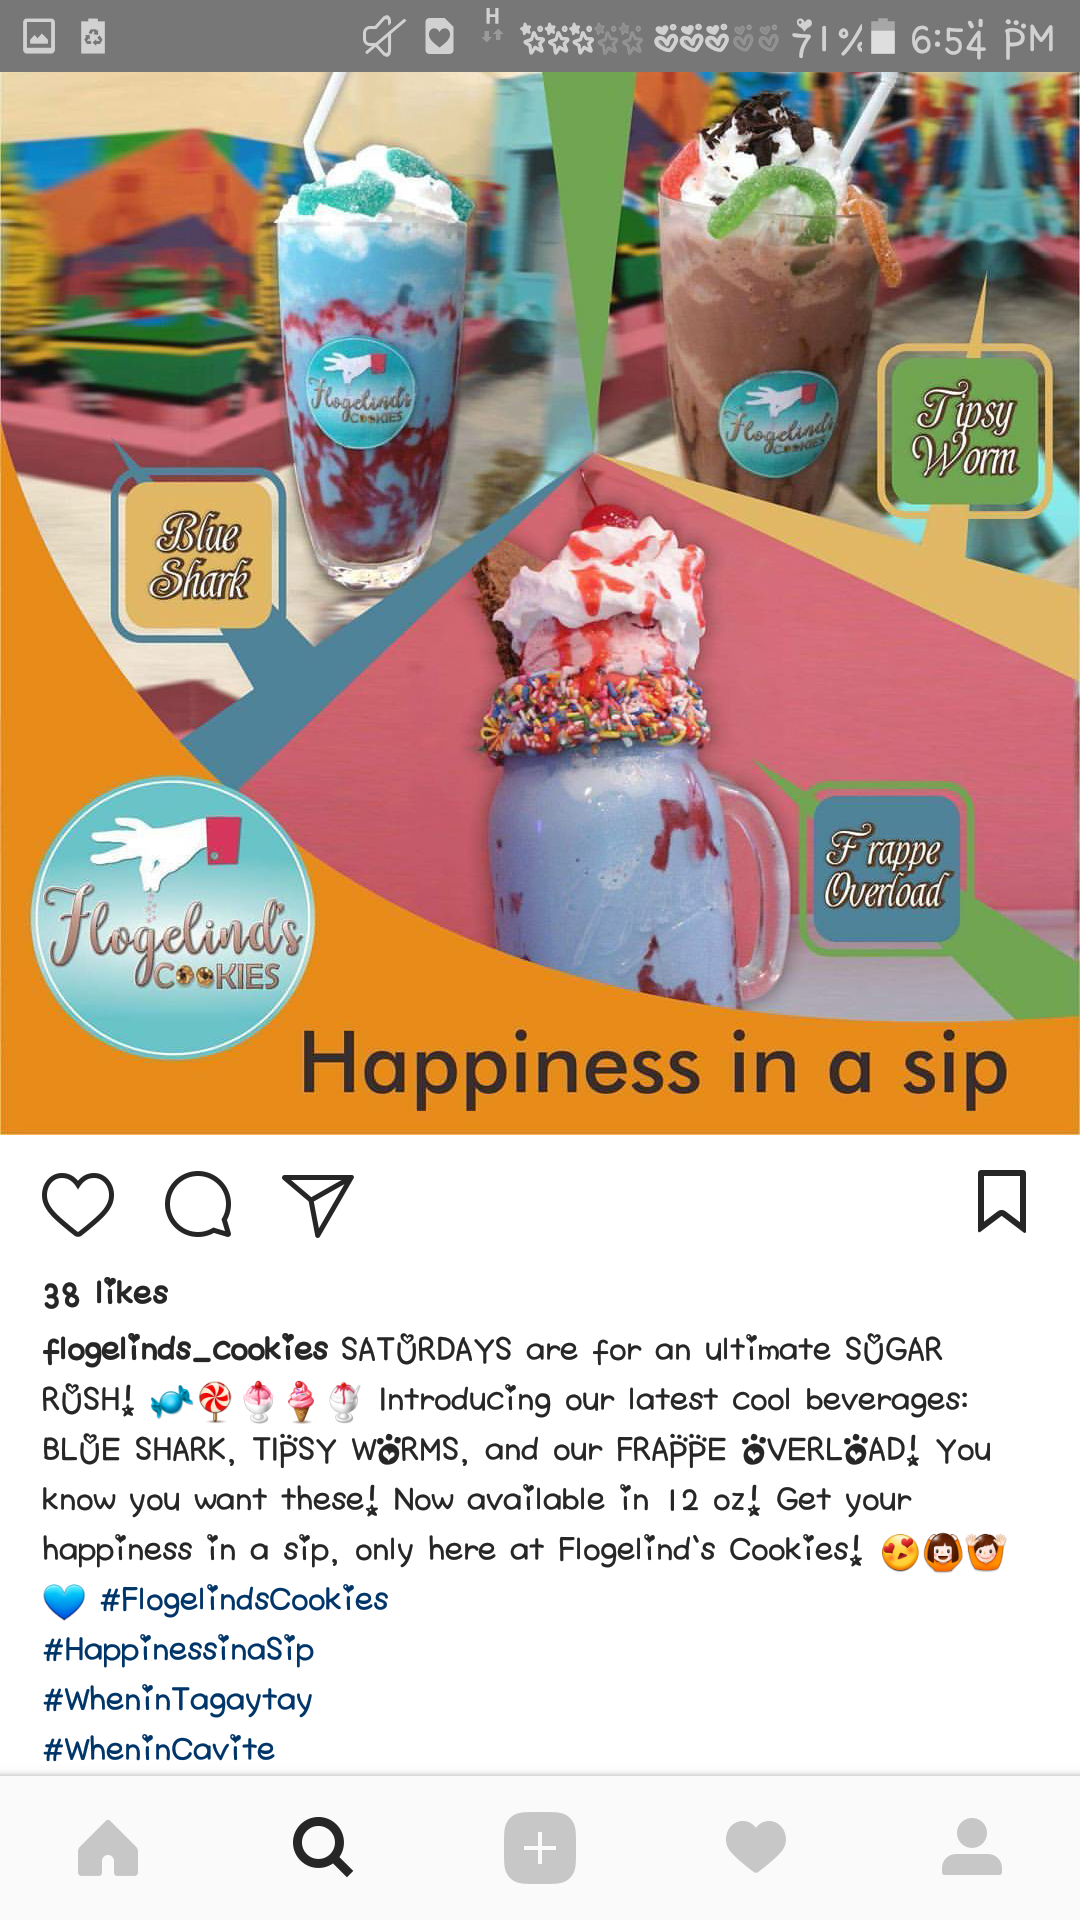 H
71%
6:54 PM
Flogelind's
COOKIES
Flogelind's
COOKIES
Tipsy
Worm
Blue
Shark
Frappe
Overload
Flogelind's
COOKIES
Happiness in a sip
38 likes
flogelinds_cookies SATURDAYS are for an ultimate SUGAR
RUSH! 🍬🍭🍧🍦🍨 Introducing our latest cool beverages:
BLUE SHARK, TIPSY WORMS, and our FRAPPE OVERLOAD! You
know you want these! Now available in 12 oz! Get your
happiness in a sip, only here at Flogelind's Cookies! 😍🙆🙌
💙 #FlogelindsCookies
#HappinessinaSip
#WheninTagaytay
#WheninCavite